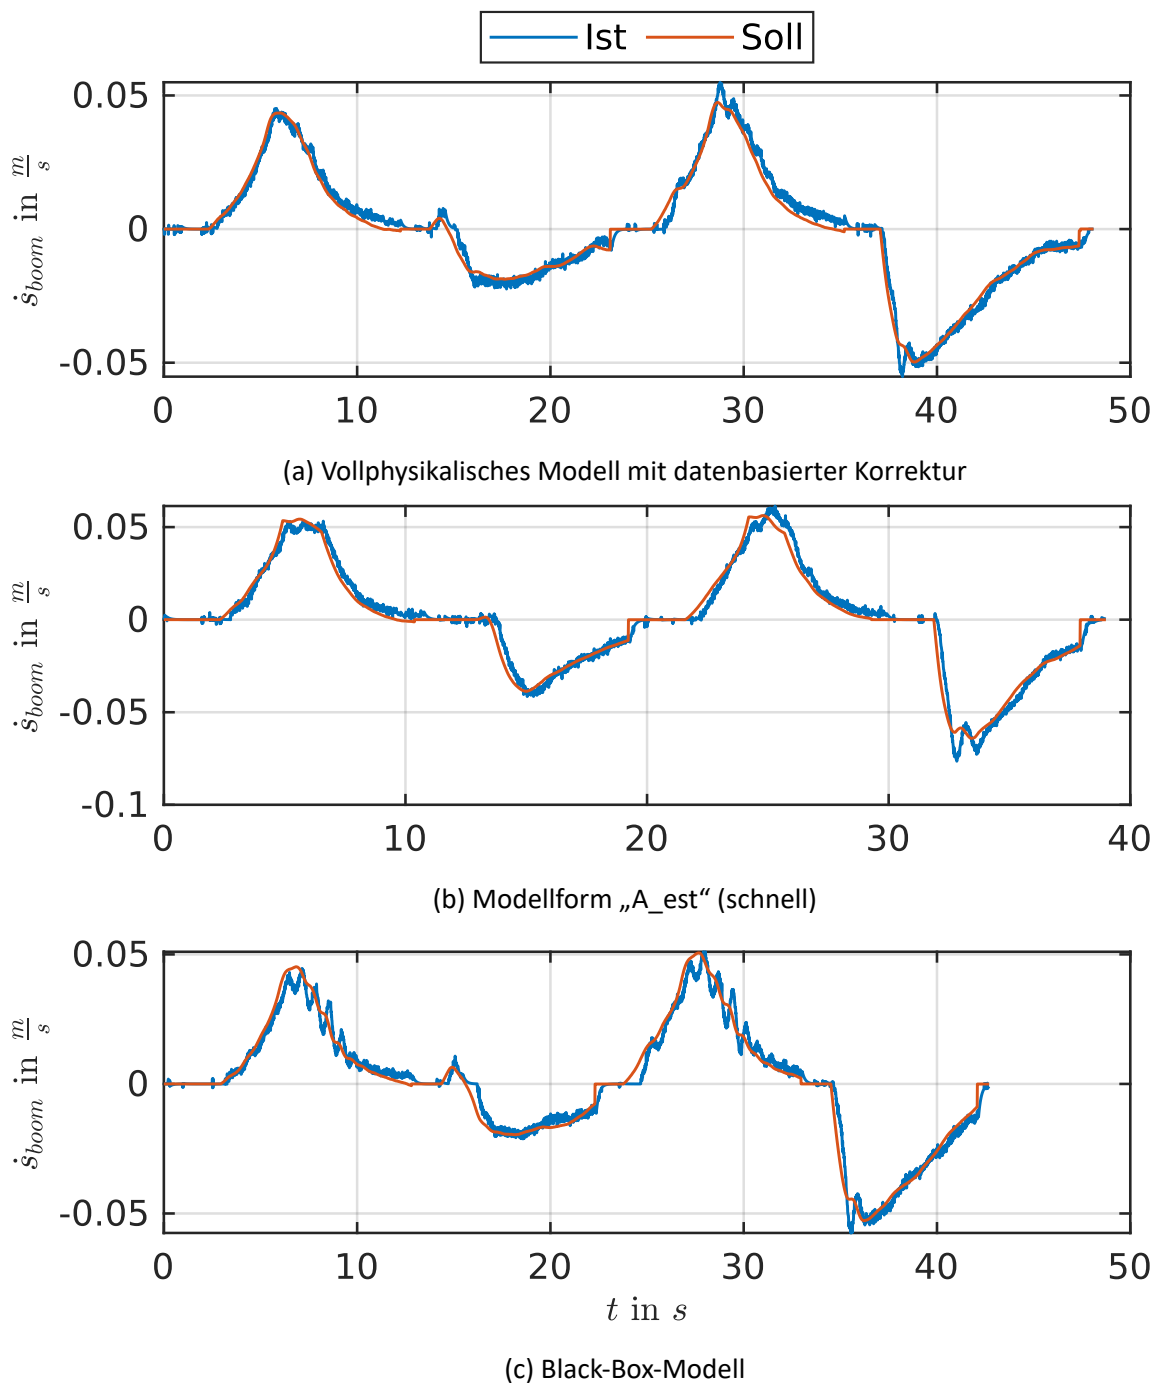 Ist Soll
0.05
0
-0.05
ṡ_boom in m/s
0 10 20 30 40 50
(a) Vollphysikalisches Modell mit datenbasierter Korrektur
0.05
0
-0.05
-0.1
ṡ_boom in m/s
0 10 20 30 40
(b) Modellform „A_est“ (schnell)
0.05
0
-0.05
ṡ_boom in m/s
0 10 20 30 40 50
t in s
(c) Black-Box-Modell